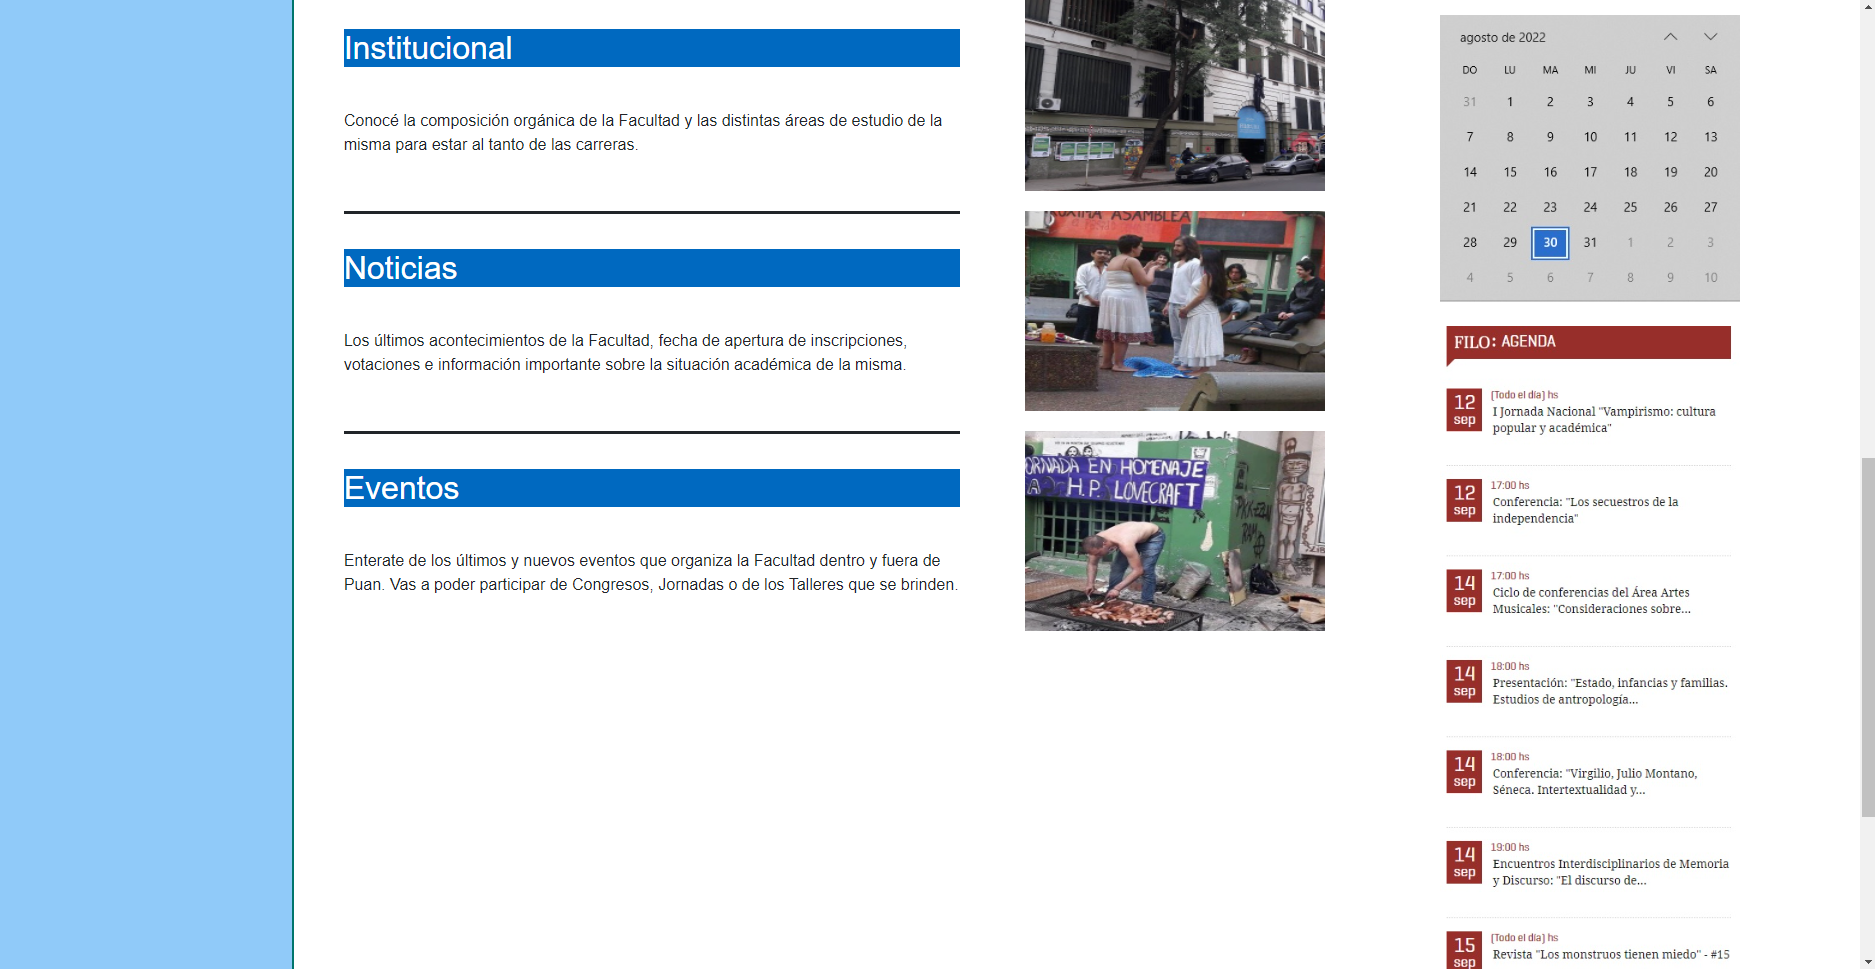 Institucional
Conocé la composición orgánica de la Facultad y las distintas áreas de estudio de la
misma para estar al tanto de las carreras.
Noticias
Los últimos acontecimientos de la Facultad, fecha de apertura de inscripciones,
votaciones e información importante sobre la situación académica de la misma.
Eventos
Enterate de los últimos y nuevos eventos que organiza la Facultad dentro y fuera de
Puan. Vas a poder participar de Congresos, Jornadas o de los Talleres que se brinden.
ASAMBLEA
JORNADA EN HOMENAJE
A H.P. LOVECRAFT
agosto de 2022
DO LU MA MI JU VI SA
31 1 2 3 4 5 6
7 8 9 10 11 12 13
14 15 16 17 18 19 20
21 22 23 24 25 26 27
28 29 30 31 1 2 3
4 5 6 7 8 9 10
FILO: AGENDA
12 sep
(Todo el día) hs
I Jornada Nacional "Vampirismo: cultura
popular y académica"
12 sep
17:00 hs
Conferencia: "Los secuestros de la
independencia"
14 sep
17:00 hs
Ciclo de conferencias del Área Artes
Musicales: "Consideraciones sobre...
14 sep
18:00 hs
Presentación: "Estado, infancias y familias.
Estudios de antropología...
14 sep
18:00 hs
Conferencia: "Virgilio, Julio Montano,
Séneca. Intertextualidad y...
14 sep
19:00 hs
Encuentros Interdisciplinarios de Memoria
y Discurso: "El discurso de...
15 sep
(Todo el día) hs
Revista "Los monstruos tienen miedo" - #15